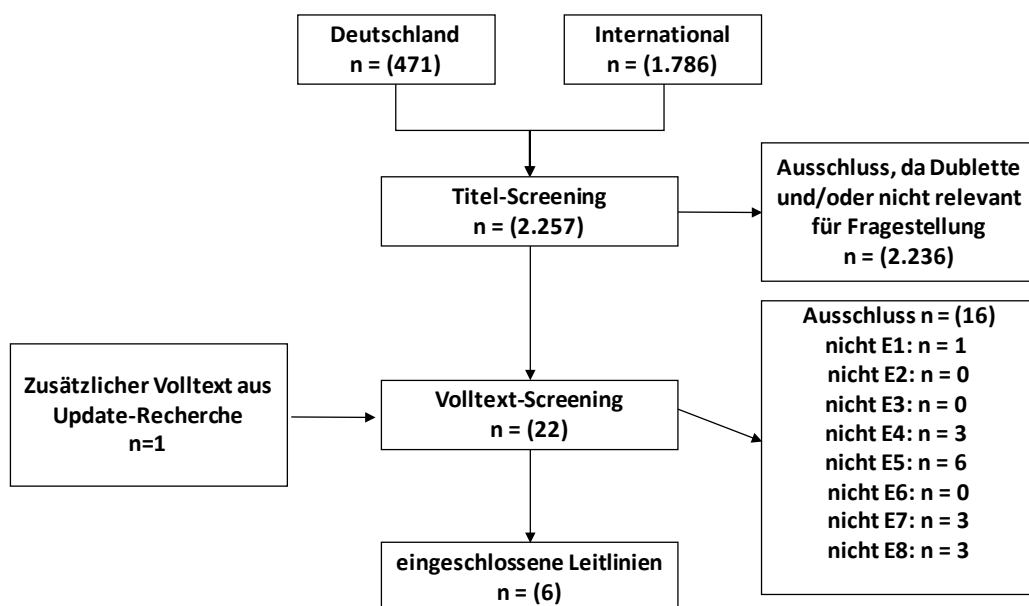 Deutschland
n = (471)
International
n = (1.786)
Titel-Screening
n = (2.257)
Ausschluss, da Dublette
und/oder nicht relevant
für Fragestellung
n = (2.236)
Zusätzlicher Volltext aus
Update-Recherche
n=1
Volltext-Screening
n = (22)
Ausschluss n = (16)
nicht E1: n = 1
nicht E2: n = 0
nicht E3: n = 0
nicht E4: n = 3
nicht E5: n = 6
nicht E6: n = 0
nicht E7: n = 3
nicht E8: n = 3
eingeschlossene Leitlinien
n = (6)